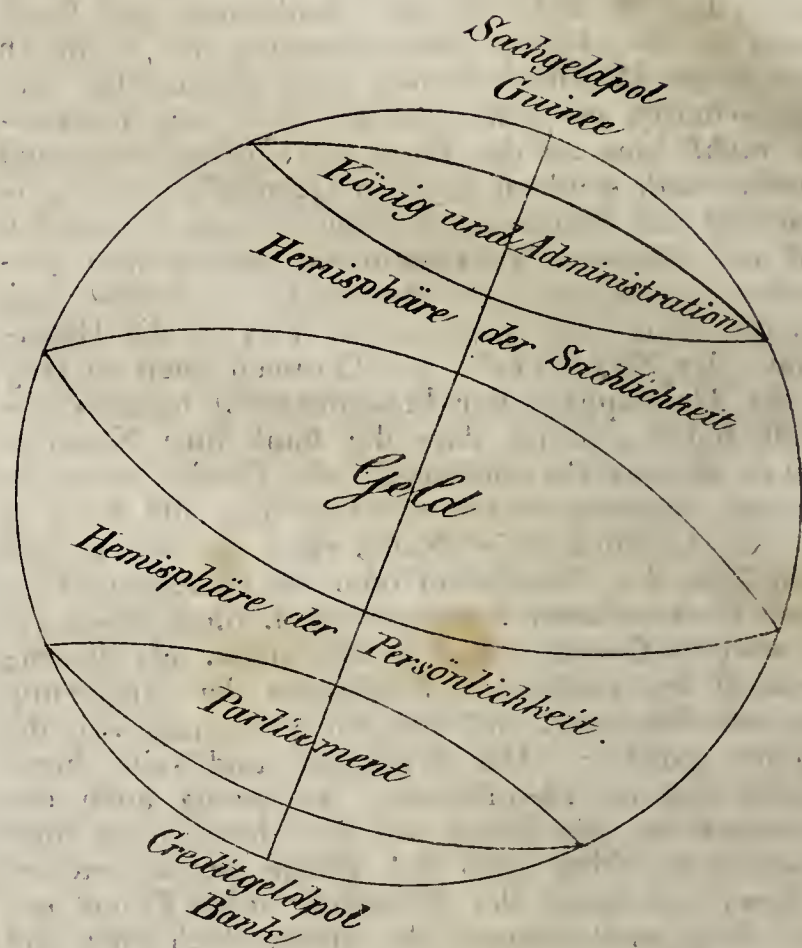 Sachgeldpol
Guinee
König und Administration
Hemisphäre der Sachlichkeit
Geld
Hemisphäre der Persönlichkeit.
Parliament
Creditgeldpol
Bank